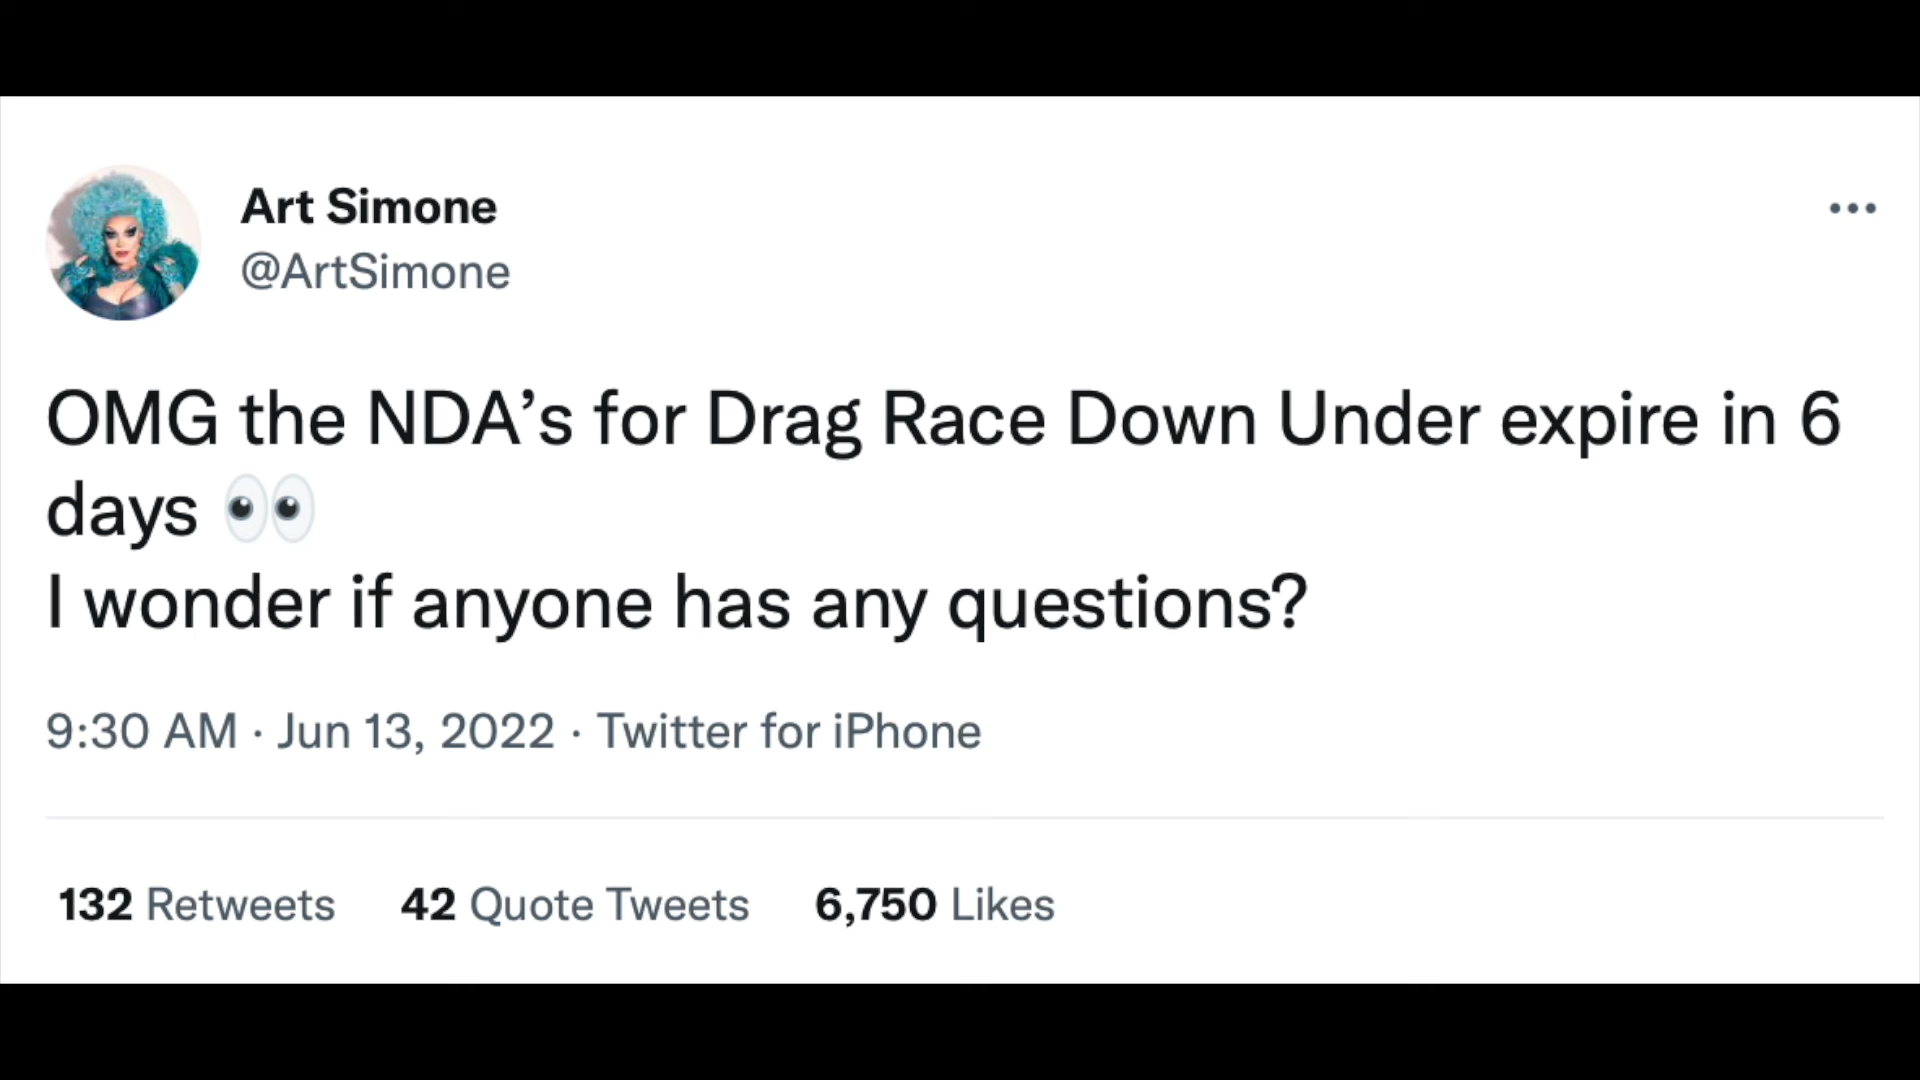 Art Simone
@ArtSimone
OMG the NDA’s for Drag Race Down Under expire in 6
days 👀
I wonder if anyone has any questions?
9:30 AM · Jun 13, 2022 · Twitter for iPhone
132 Retweets 42 Quote Tweets 6,750 Likes